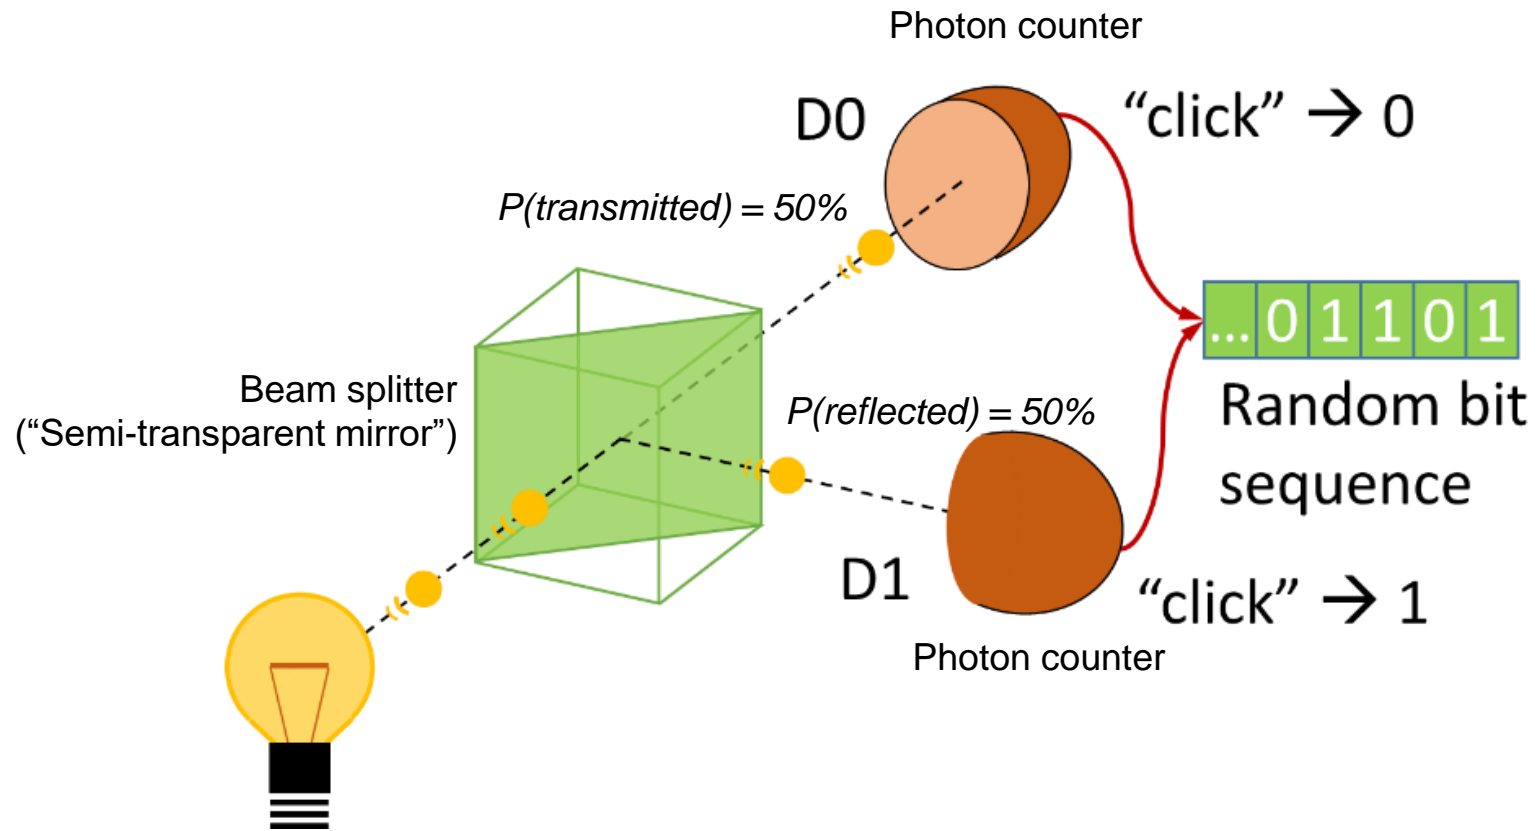 Photon counter
D0
“click” → 0
P(transmitted) = 50%
... 0 1 1 0 1
Beam splitter
(“Semi-transparent mirror”)
P(reflected) = 50%
Random bit
sequence
D1
“click” → 1
Photon counter